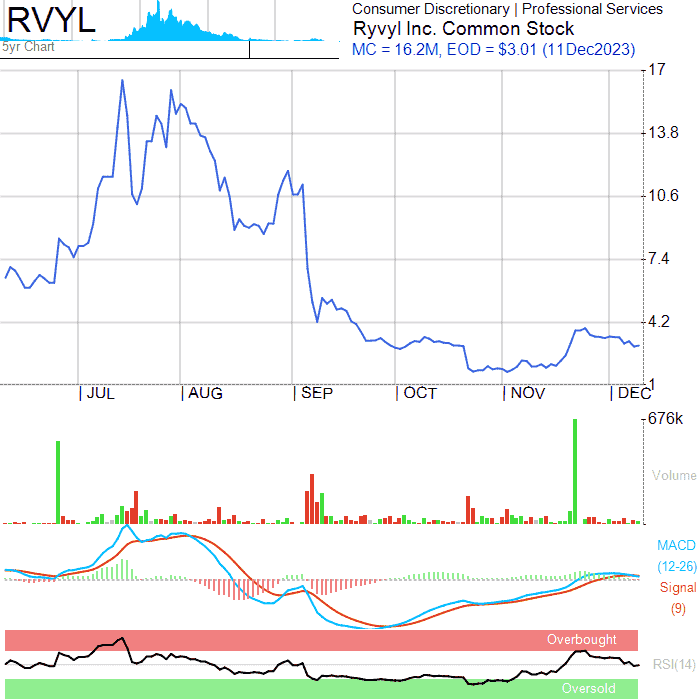 RVYL
5yr Chart
Consumer Discretionary | Professional Services
Ryvyl Inc. Common Stock
MC = 16.2M, EOD = $3.01 (11Dec2023)
17
13.8
10.6
7.4
4.2
1
JUL AUG SEP OCT NOV DEC
676k
Volume
MACD
(12-26)
Signal
(9)
Overbought
RSI(14)
Oversold